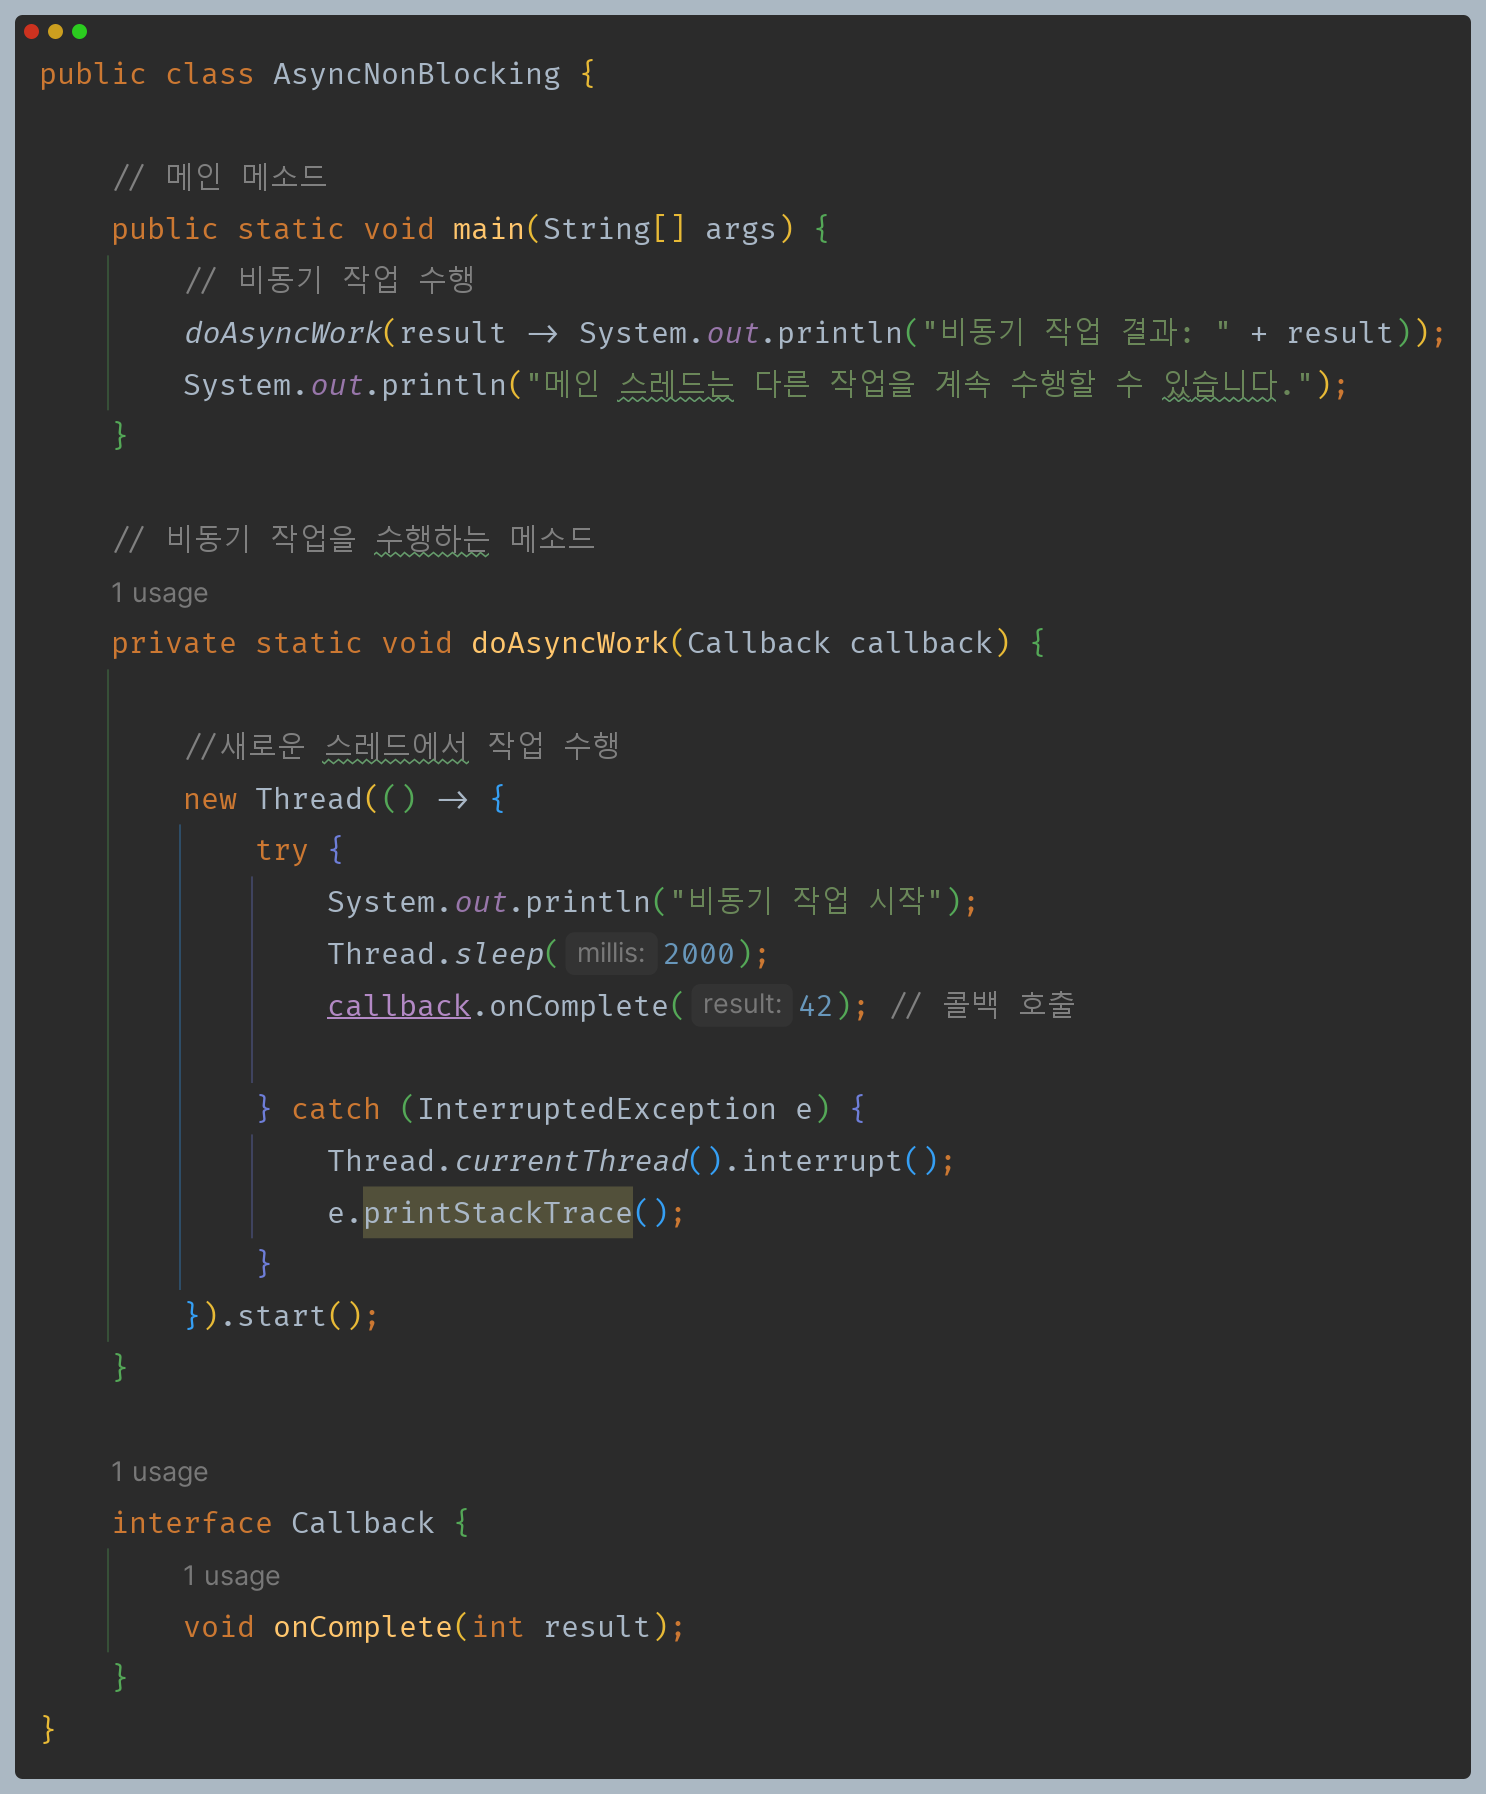 public class AsyncNonBlocking {
// 메인 메소드
public static void main(String[] args) {
// 비동기 작업 수행
doAsyncWork(result -> System.out.println("비동기 작업 결과: " + result));
System.out.println("메인 스레드는 다른 작업을 계속 수행할 수 있습니다.");
}
// 비동기 작업을 수행하는 메소드
1 usage
private static void doAsyncWork(Callback callback) {
//새로운 스레드에서 작업 수행
new Thread(() -> {
try {
System.out.println("비동기 작업 시작");
Thread.sleep( millis: 2000);
callback.onComplete( result: 42); // 콜백 호출
} catch (InterruptedException e) {
Thread.currentThread().interrupt();
e.printStackTrace();
}
}).start();
}
1 usage
interface Callback {
1 usage
void onComplete(int result);
}
}